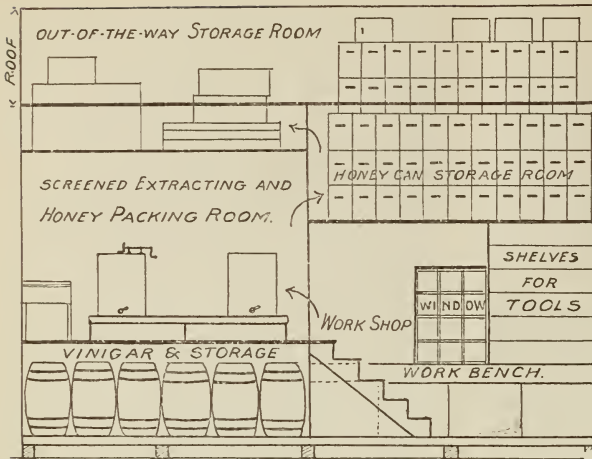 ROOF
OUT-OF-THE-WAY STORAGE ROOM
HONEY CAN STORAGE ROOM
SCREENED EXTRACTING AND
HONEY PACKING ROOM.
SHELVES
FOR
TOOLS
WINDOW
WORK SHOP
VINIGAR & STORAGE
WORK BENCH.